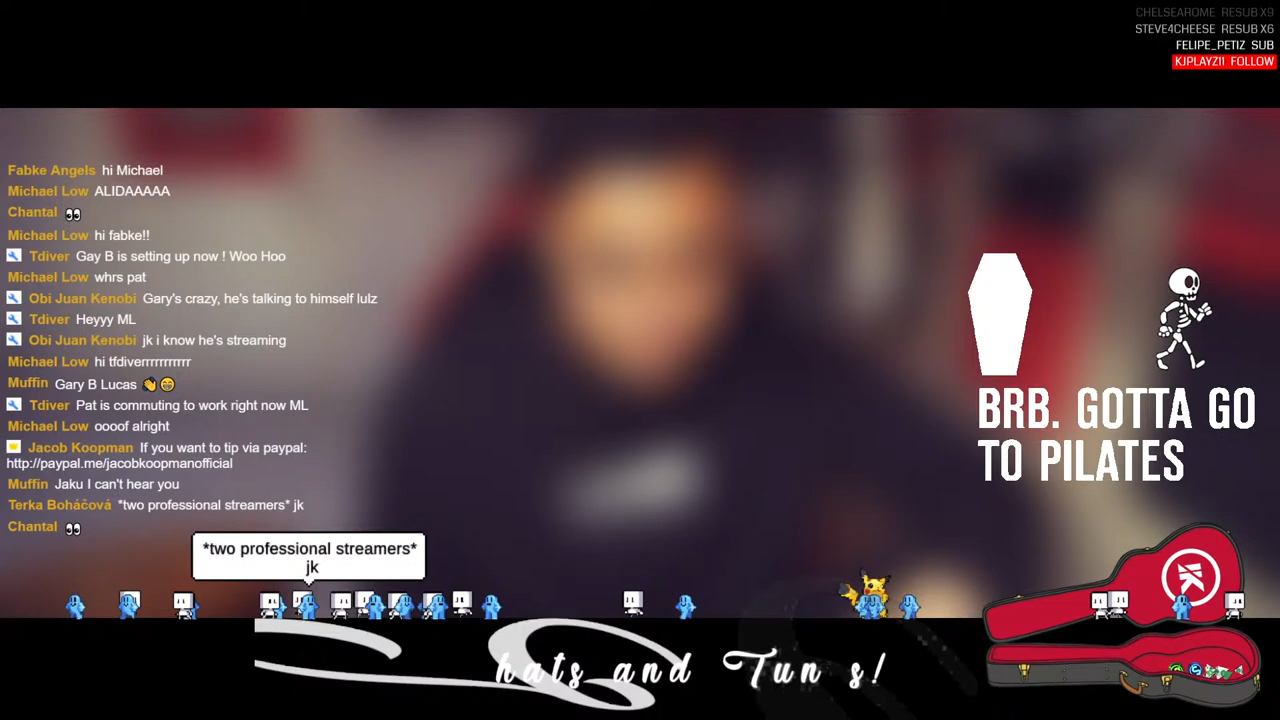 CHELSEAROME RESUB X9
STEVE4CHEESE RESUB X6
FELIPE_PETIZ SUB
KJPLAYZ11 FOLLOW
Fabke Angels hi Michael
Michael Low ALIDAAAAA
Chantal 👀
Michael Low hi fabke!!
Tdiver Gay B is setting up now ! Woo Hoo
Michael Low whrs pat
Obi Juan Kenobi Gary's crazy, he's talking to himself lulz
Tdiver Heyyy ML
Obi Juan Kenobi jk i know he's streaming
Michael Low hi tfdiverrrrrrrrrr
Muffin Gary B Lucas 👏😁
Tdiver Pat is commuting to work right now ML
Michael Low oooof alright
Jacob Koopman If you want to tip via paypal:
http://paypal.me/jacobkoopmanofficial
Muffin Jaku I can't hear you
Terka Boháčová *two professional streamers* jk
Chantal 👀
*two professional streamers*
jk
BRB. GOTTA GO
TO PILATES
hats and Tun s!